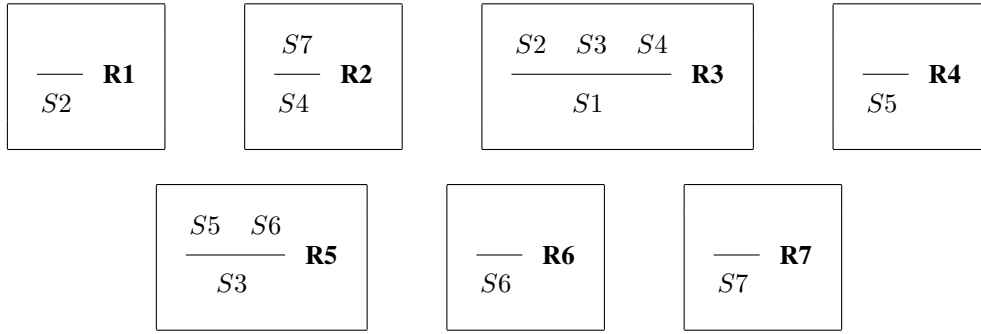 S2 R1
S7
S4 R2
S2 S3 S4
S1 R3
S5 R4
S5 S6
S3 R5
S6 R6
S7 R7